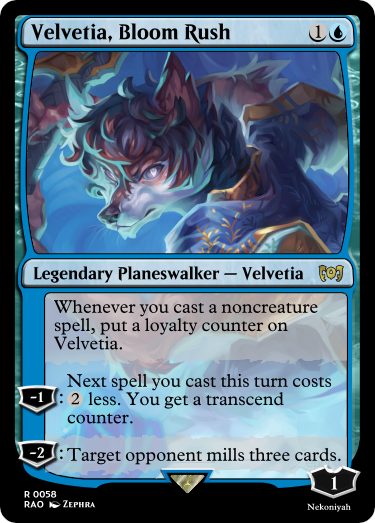 Velvetia, Bloom Rush 1
Legendary Planeswalker — Velvetia
Whenever you cast a noncreature
spell, put a loyalty counter on
Velvetia.
-1: Next spell you cast this turn costs
2 less. You get a transcend
counter.
-2: Target opponent mills three cards.
1
R 0058
RAO ZEPHRA
Nekoniyah